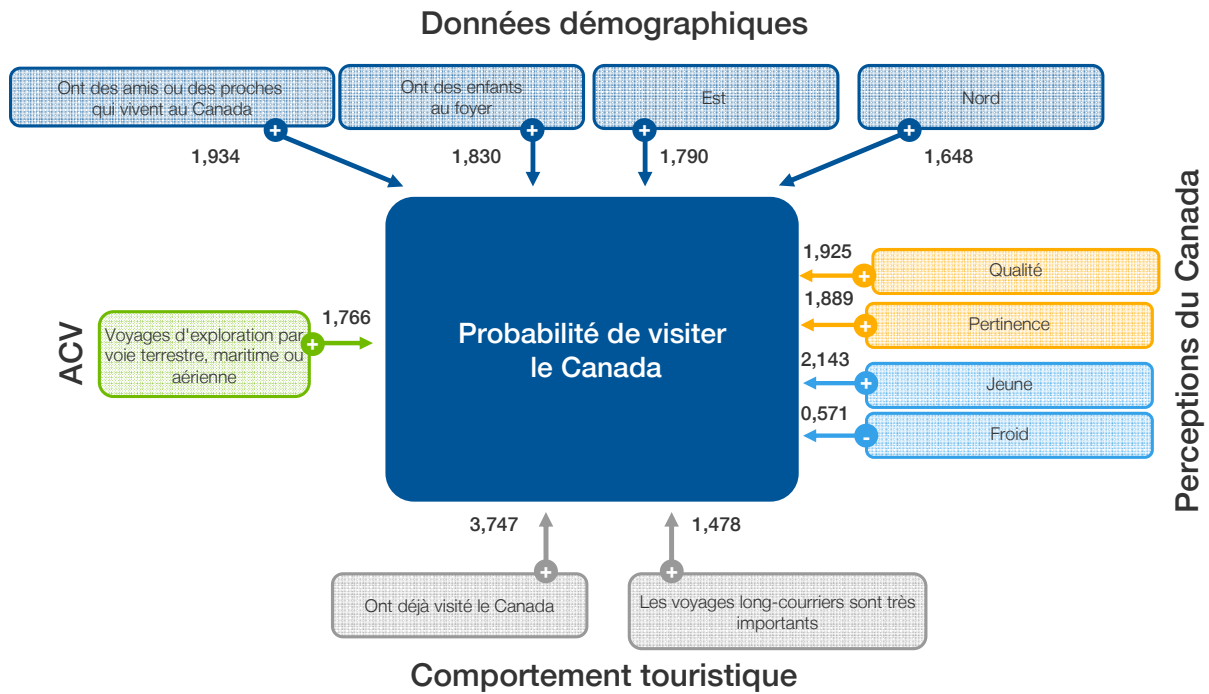 Données démographiques
Ont des amis ou des proches
qui vivent au Canada
Ont des enfants
au foyer
Est
Nord
+
+
+
+
1,934
1,830
1,790
1,648
ACV
Voyages d'exploration par
voie terrestre, maritime ou
aérienne
+
1,766
Probabilité de visiter
le Canada
1,925
+
Qualité
1,889
+
Pertinence
2,143
+
Jeune
0,571
-
Froid
Perceptions du Canada
3,747
1,478
+
+
Ont déjà visité le Canada
Les voyages long-courriers sont très
importants
Comportement touristique